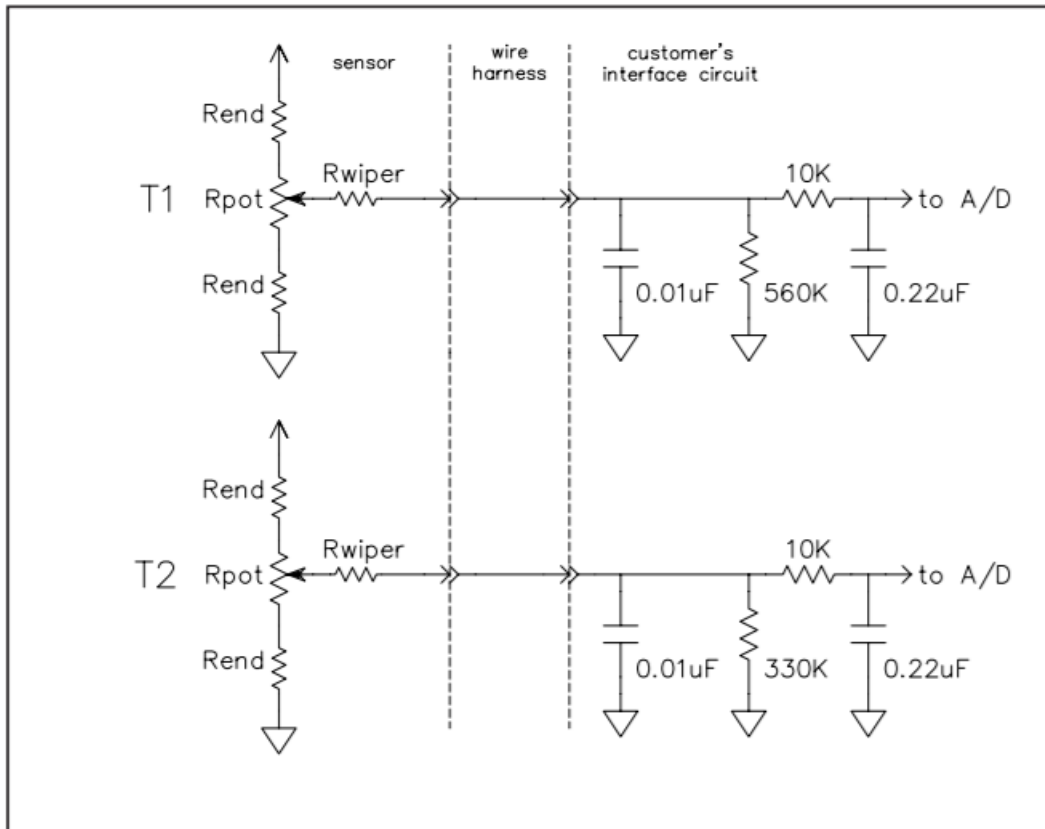 sensor
wire
harness
customer's
interface circuit
Rend
T1
Rpot
Rwiper
10K
to A/D
Rend
0.01uF
560K
0.22uF
Rend
T2
Rpot
Rwiper
10K
to A/D
Rend
0.01uF
330K
0.22uF